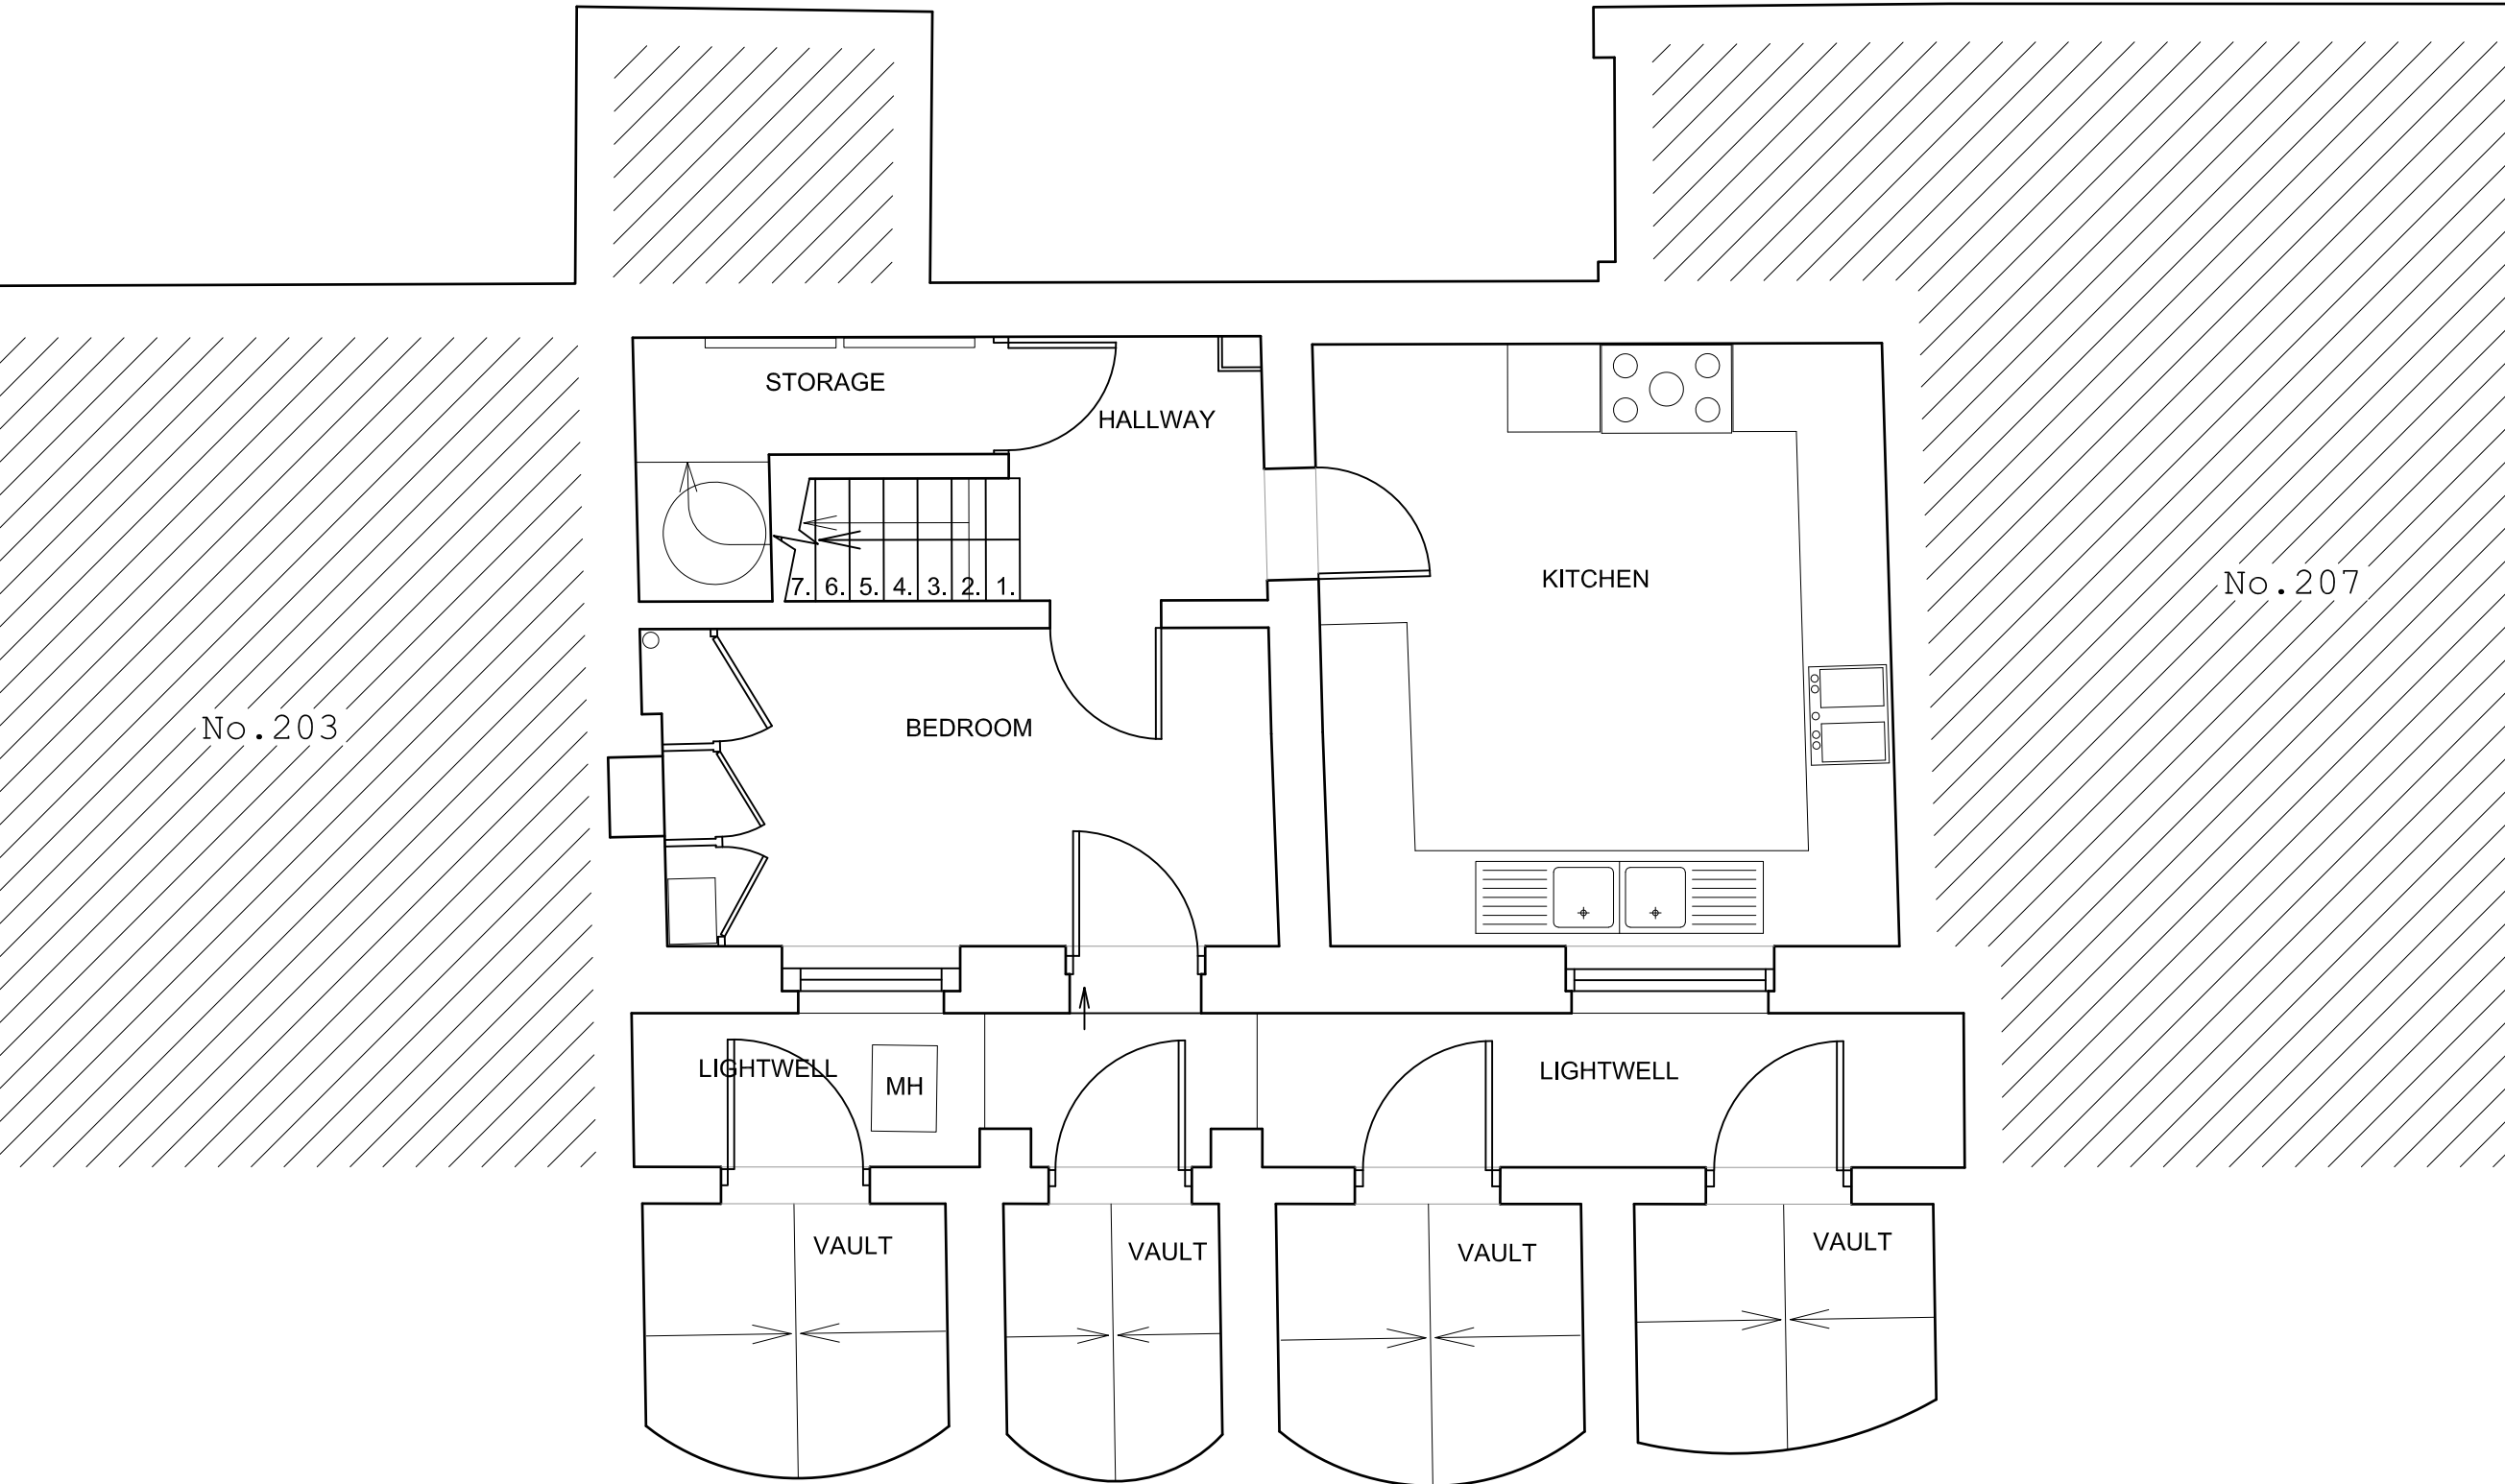 STORAGE
HALLWAY
7. 6. 5. 4. 3. 2. 1.
KITCHEN
No.207
No.203
BEDROOM
LIGHTWELL
MH
LIGHTWELL
VAULT
VAULT
VAULT
VAULT